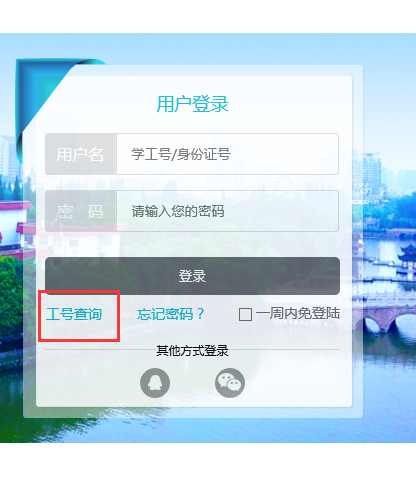 用户登录
用户名 学工号/身份证号
密 码 请输入您的密码
登录
工号查询 忘记密码？ 一周内免登陆
其他方式登录